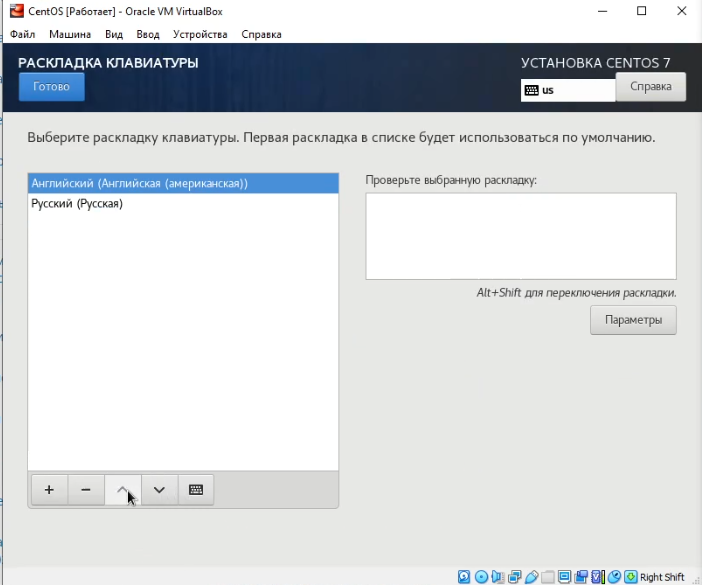 CentOS [Работает] - Oracle VM VirtualBox
Файл Машина Вид Ввод Устройства Справка
РАСКЛАДКА КЛАВИАТУРЫ
УСТАНОВКА CENTOS 7
Готово
us
Справка
Выберите раскладку клавиатуры. Первая раскладка в списке будет использоваться по умолчанию.
Английский (Английская (американская))
Русский (Русская)
Проверьте выбранную раскладку:
Alt+Shift для переключения раскладки.
Параметры
Right Shift